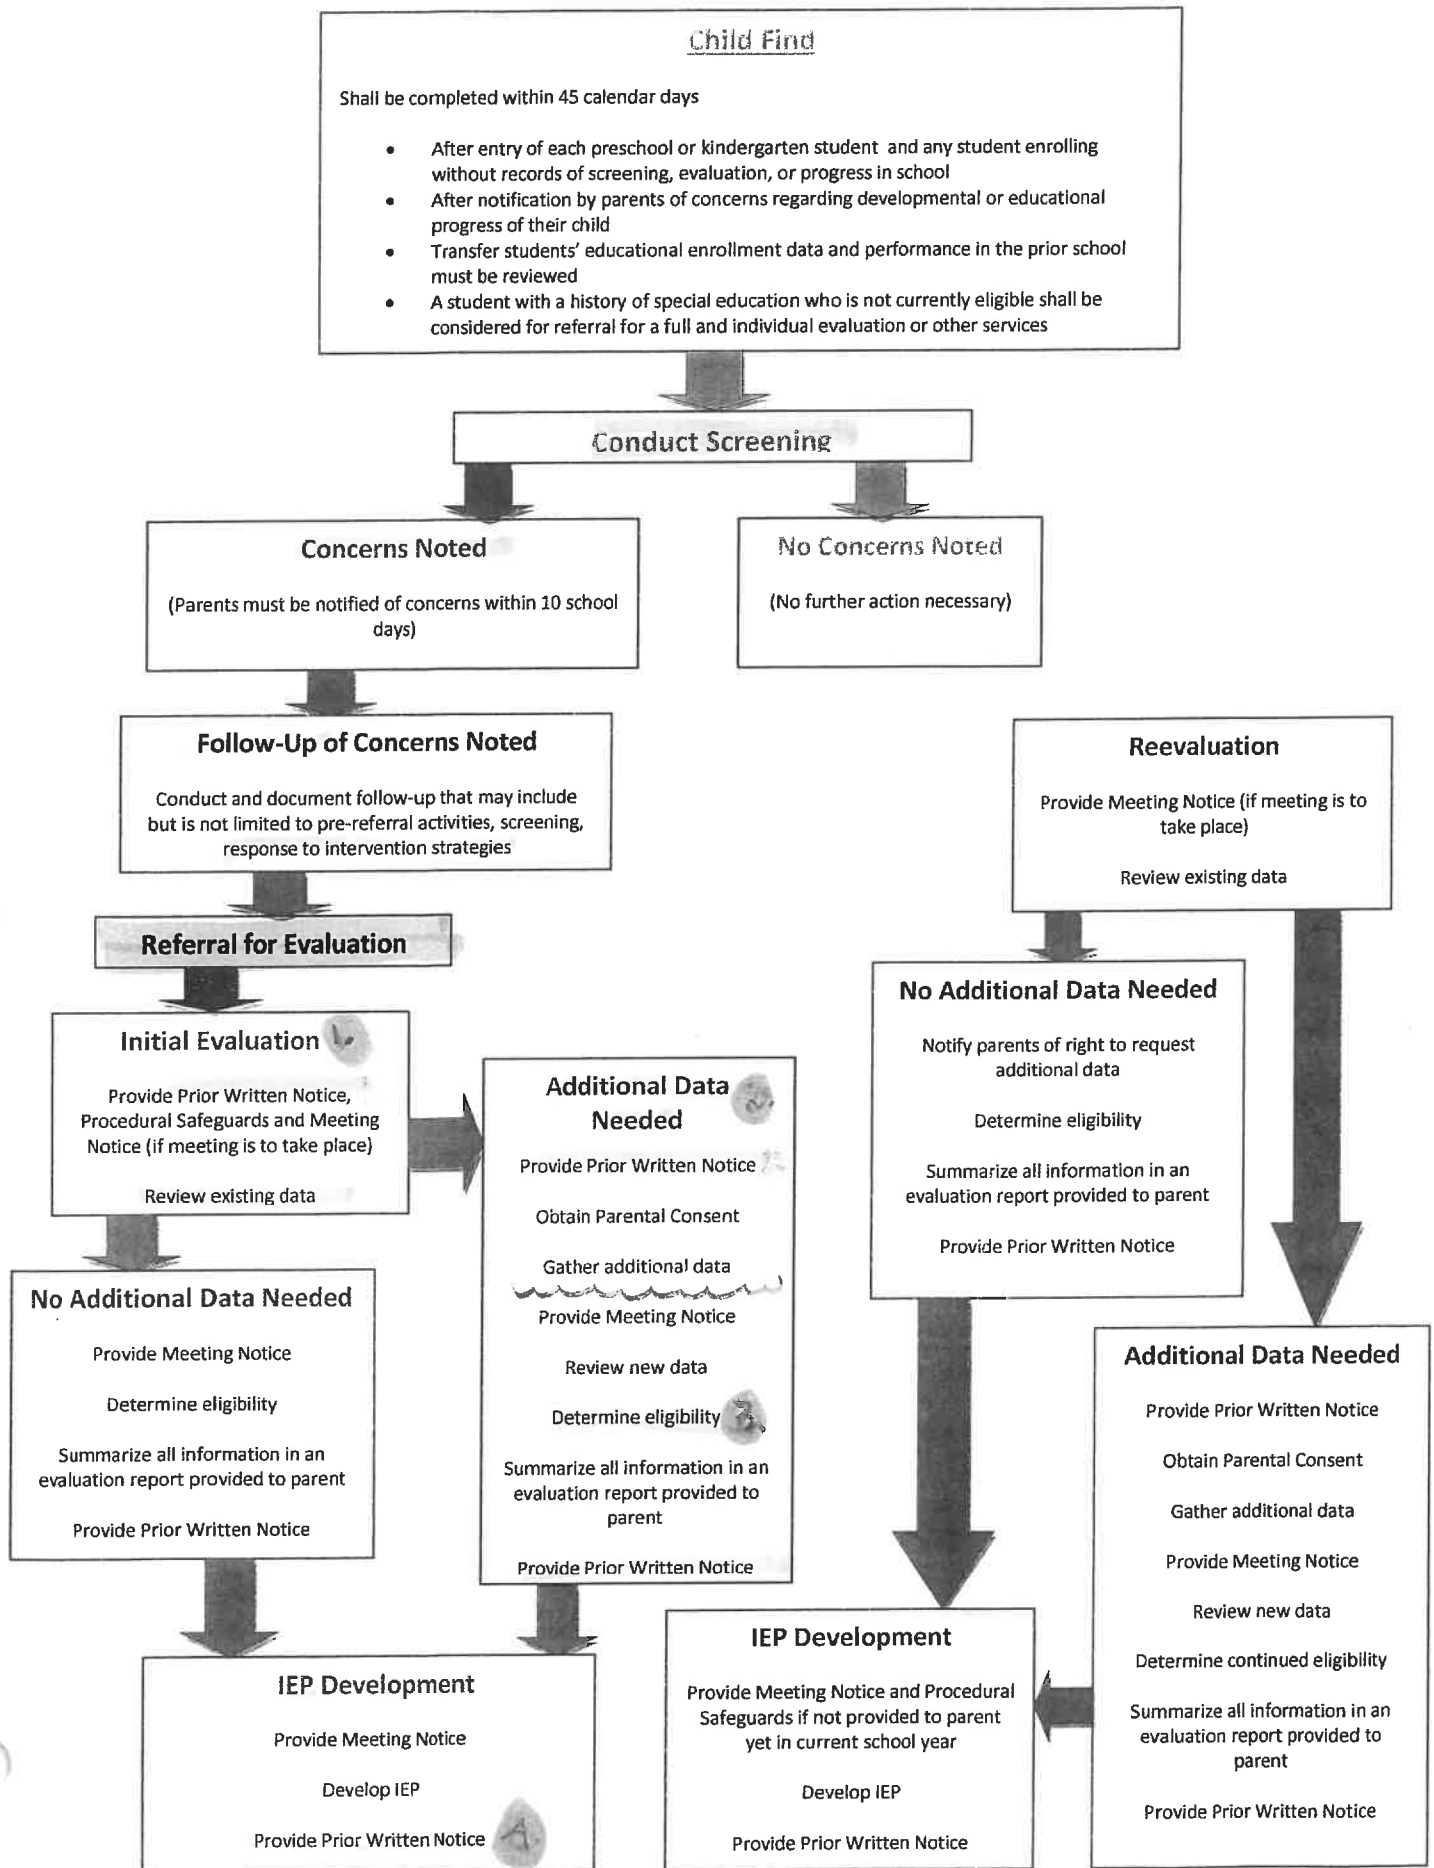 Child Find
Shall be completed within 45 calendar days
• After entry of each preschool or kindergarten student and any student enrolling
without records of screening, evaluation, or progress in school
• After notification by parents of concerns regarding developmental or educational
progress of their child
• Transfer students' educational enrollment data and performance in the prior school
must be reviewed
• A student with a history of special education who is not currently eligible shall be
considered for referral for a full and individual evaluation or other services
Conduct Screening
Concerns Noted
(Parents must be notified of concerns within 10 school
days)
No Concerns Noted
(No further action necessary)
Follow-Up of Concerns Noted
Conduct and document follow-up that may include
but is not limited to pre-referral activities, screening,
response to intervention strategies
Referral for Evaluation
Initial Evaluation 1.
Provide Prior Written Notice,
Procedural Safeguards and Meeting
Notice (if meeting is to take place)
Review existing data
Additional Data 2.
Needed
Provide Prior Written Notice
Obtain Parental Consent
Gather additional data
Provide Meeting Notice
Review new data
Determine eligibility 3.
Summarize all information in an
evaluation report provided to
parent
Provide Prior Written Notice
No Additional Data Needed
Provide Meeting Notice
Determine eligibility
Summarize all information in an
evaluation report provided to parent
Provide Prior Written Notice
IEP Development
Provide Meeting Notice
Develop IEP
Provide Prior Written Notice 4.
Reevaluation
Provide Meeting Notice (if meeting is to
take place)
Review existing data
No Additional Data Needed
Notify parents of right to request
additional data
Determine eligibility
Summarize all information in an
evaluation report provided to parent
Provide Prior Written Notice
Additional Data Needed
Provide Prior Written Notice
Obtain Parental Consent
Gather additional data
Provide Meeting Notice
Review new data
Determine continued eligibility
Summarize all information in an
evaluation report provided to
parent
Provide Prior Written Notice
IEP Development
Provide Meeting Notice and Procedural
Safeguards if not provided to parent
yet in current school year
Develop IEP
Provide Prior Written Notice